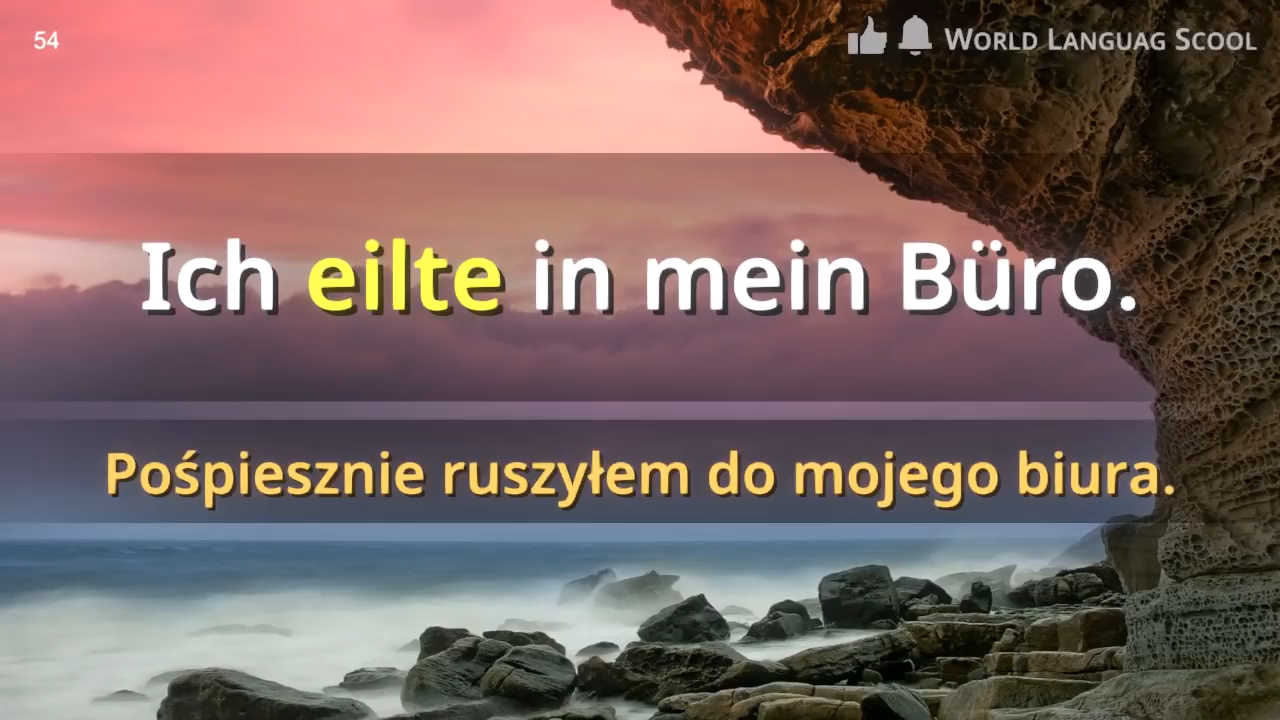 54
World Languag Scool
Ich eilte in mein Büro.
Pośpiesznie ruszyłem do mojego biura.